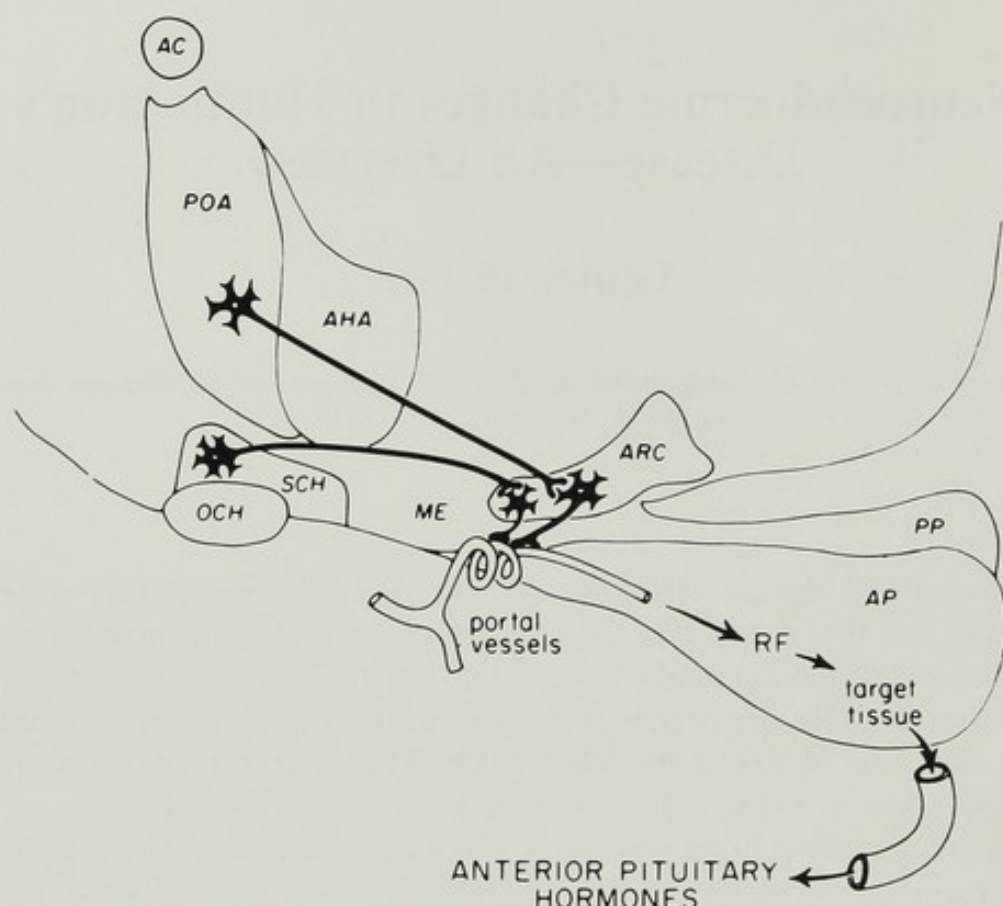 AC
POA
AHA
ARC
SCH
OCH
ME
PP
AP
portal
vessels
RF
target
tissue
ANTERIOR PITUITARY
HORMONES